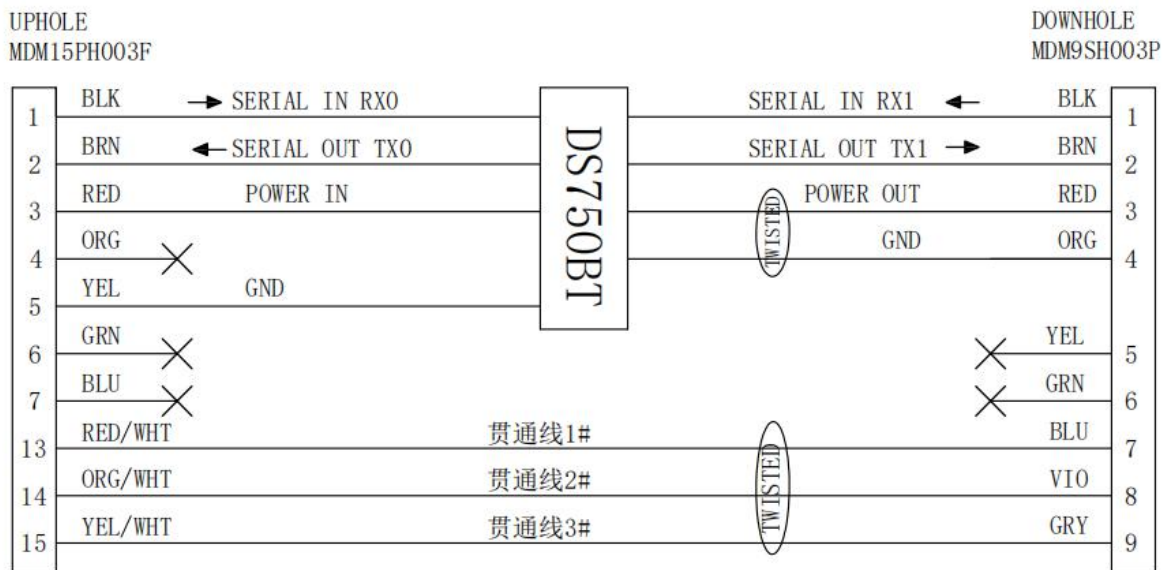 UPHOLE
MDM15PH003F
DOWNHOLE
MDM9SH003P
BLK SERIAL IN RX0 SERIAL IN RX1 BLK
1 1
BRN SERIAL OUT TX0 SERIAL OUT TX1 BRN
2 2
RED POWER IN POWER OUT RED
3 3
ORG GND ORG
4 4
YEL GND
5
DS750BT
TWISTED
GRN YEL
6 5
BLU GRN
7 6
RED/WHT 贯通线1# BLU
13 7
ORG/WHT 贯通线2# VIO
14 8
YEL/WHT 贯通线3# GRY
15 9
TWISTED